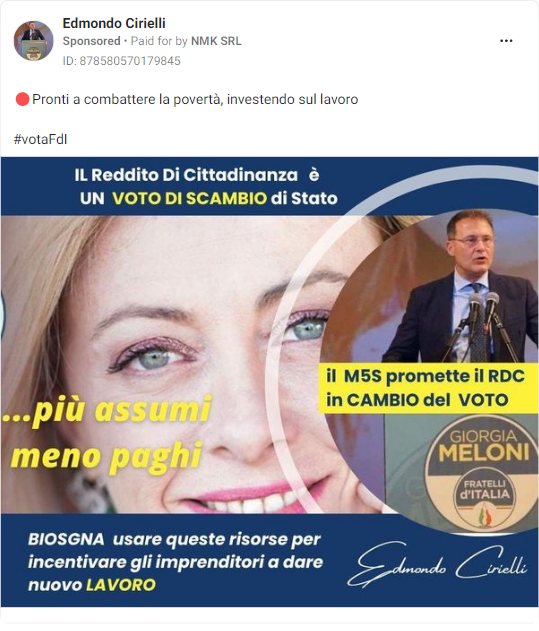 Edmondo Cirielli
Sponsored • Paid for by NMK SRL
ID: 878580570179845
🔴Pronti a combattere la povertà, investendo sul lavoro
#votaFdI
IL Reddito Di Cittadinanza è
UN VOTO DI SCAMBIO di Stato
...più assumi
meno paghi
il M5S promette il RDC
in CAMBIO del VOTO
GIORGIA
MELONI
FRATELLI
d'ITALIA
BIOSGNA usare queste risorse per
incentivare gli imprenditori a dare
nuovo LAVORO
Edmondo Cirielli